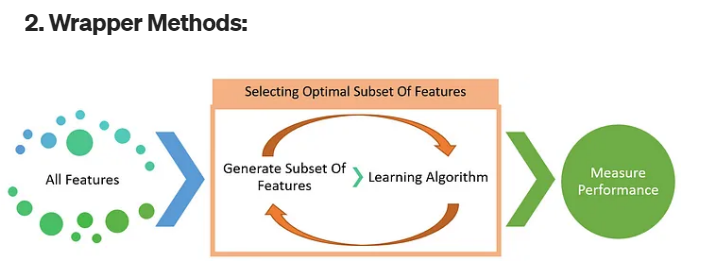 2. Wrapper Methods:
Selecting Optimal Subset Of Features
All Features
Generate Subset Of
Features
Learning Algorithm
Measure
Performance